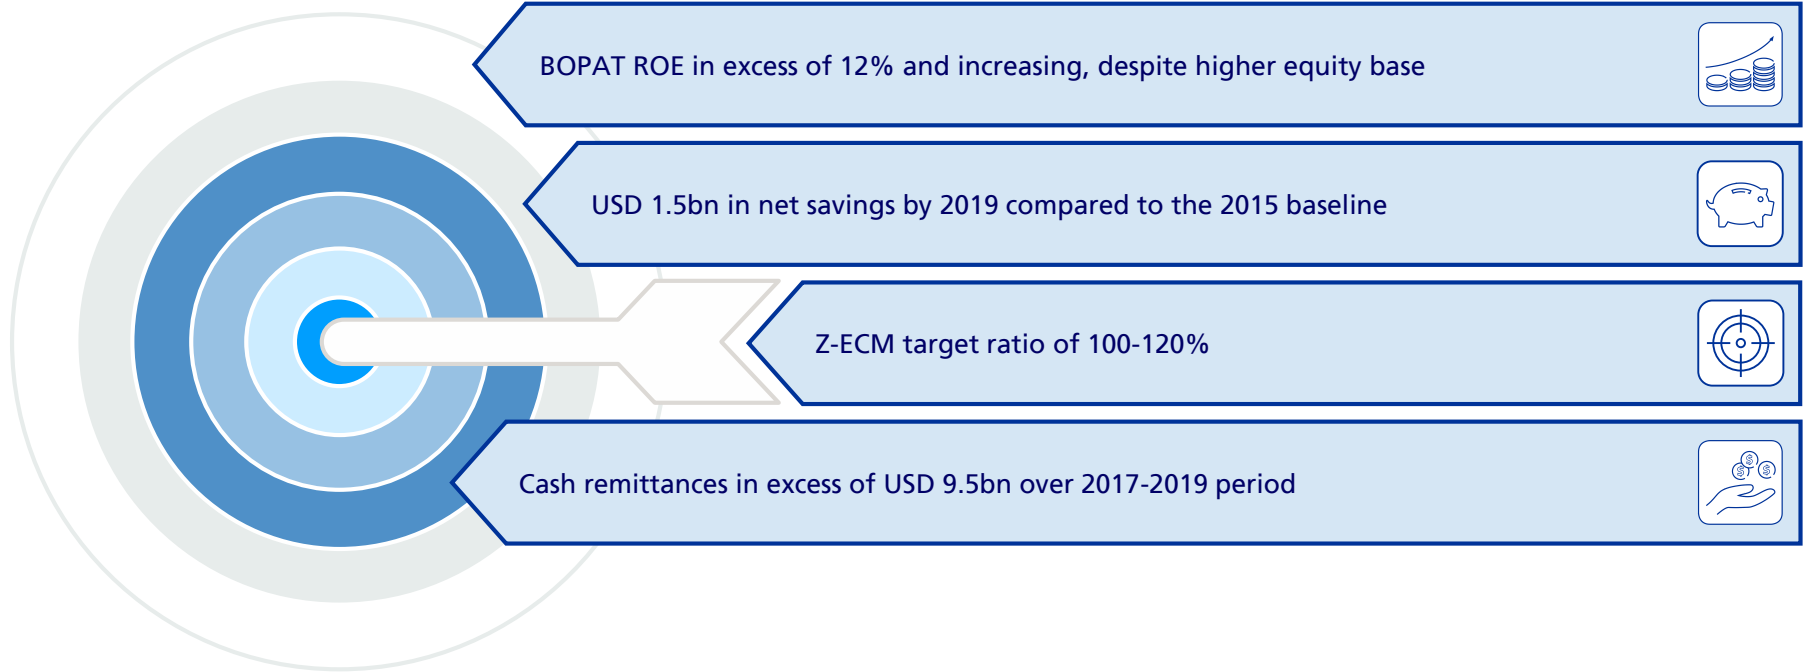 BOPAT ROE in excess of 12% and increasing, despite higher equity base
USD 1.5bn in net savings by 2019 compared to the 2015 baseline
Z-ECM target ratio of 100-120%
Cash remittances in excess of USD 9.5bn over 2017-2019 period